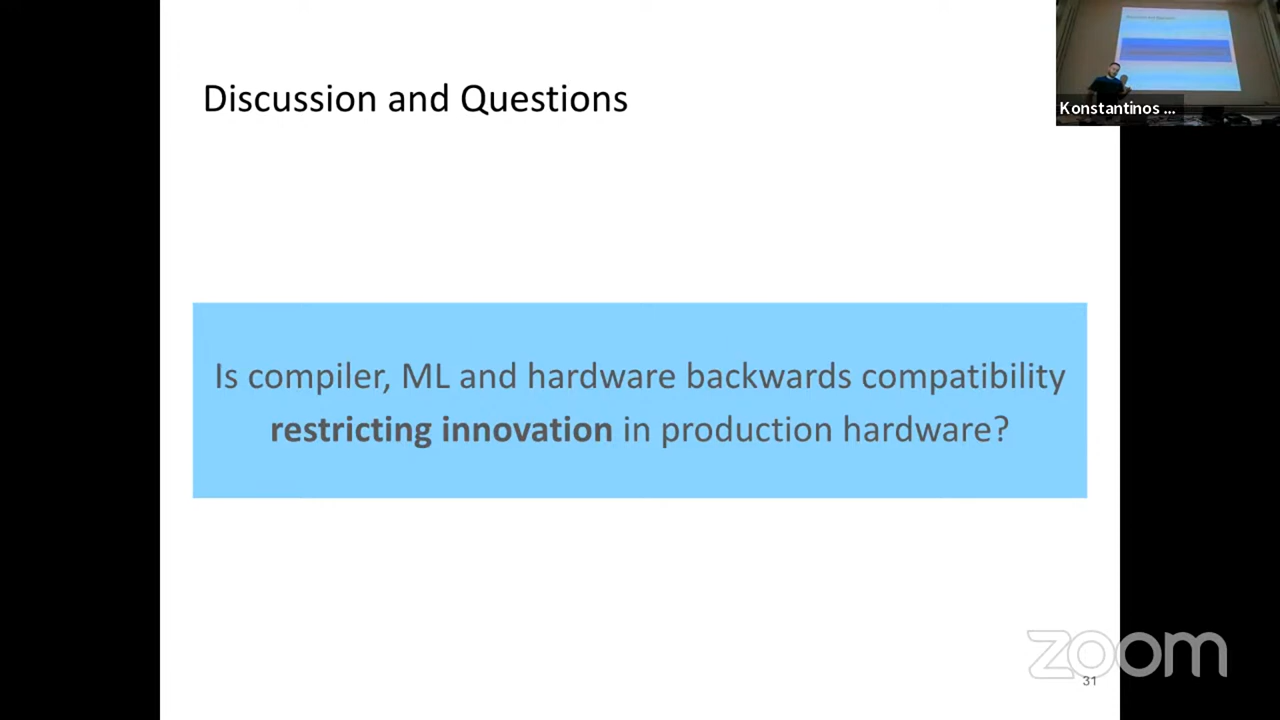 Discussion and Questions
Konstantinos ...
Is compiler, ML and hardware backwards compatibility
restricting innovation in production hardware?
zoom
31